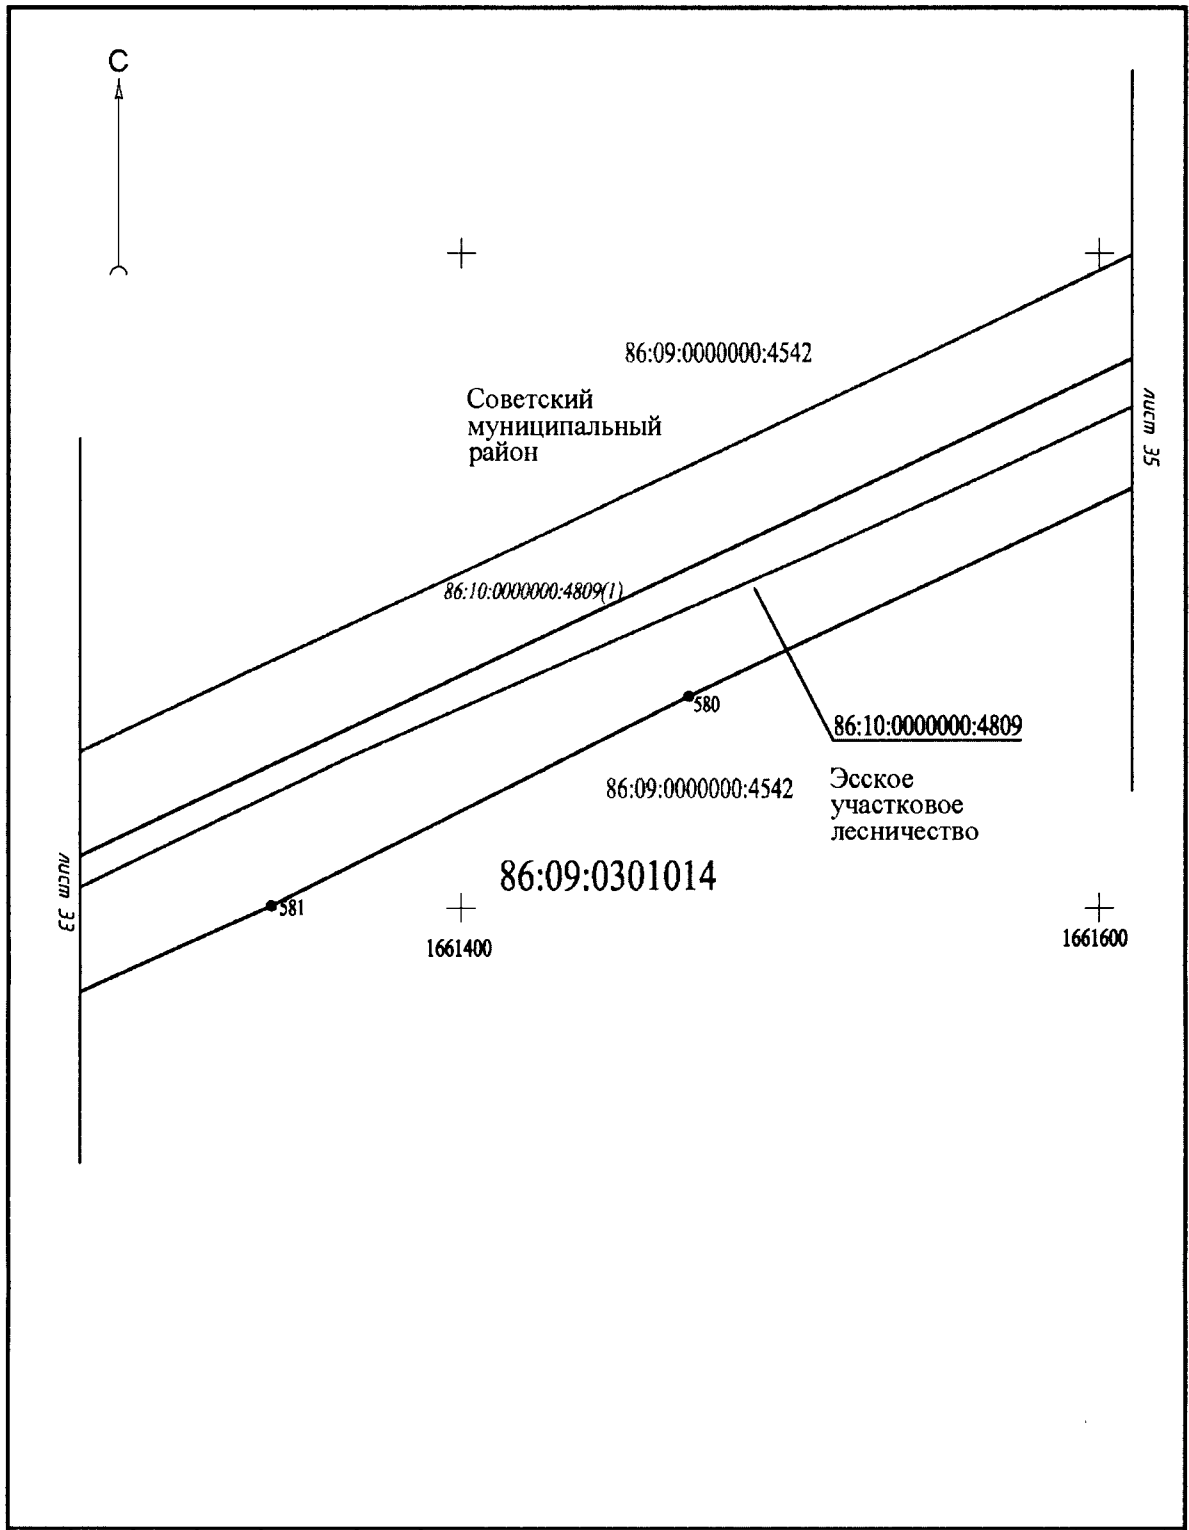 С
86:09:0000000:4542
Советский
муниципальный
район
лист 35
86:10:0000000:4809(1)
580
86:10:0000000:4809
86:09:0000000:4542
Эсское
участковое
лесничество
лист 33
86:09:0301014
581
1661400
1661600